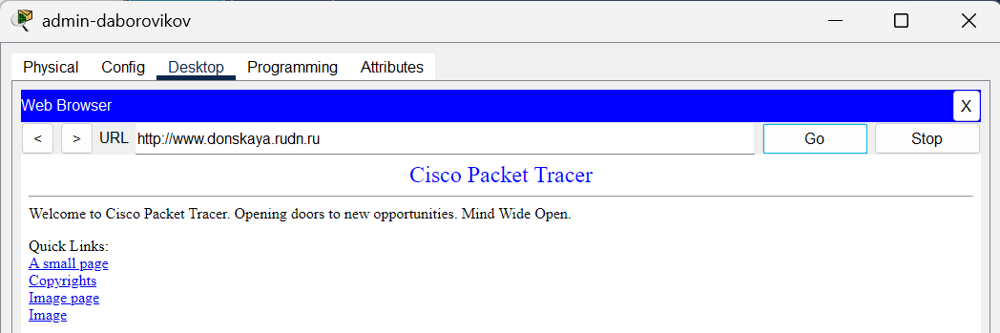 admin-daborovikov
Physical Config Desktop Programming Attributes
Web Browser X
< > URL http://www.donskaya.rudn.ru Go Stop
Cisco Packet Tracer
Welcome to Cisco Packet Tracer. Opening doors to new opportunities. Mind Wide Open.
Quick Links:
A small page
Copyrights
Image page
Image